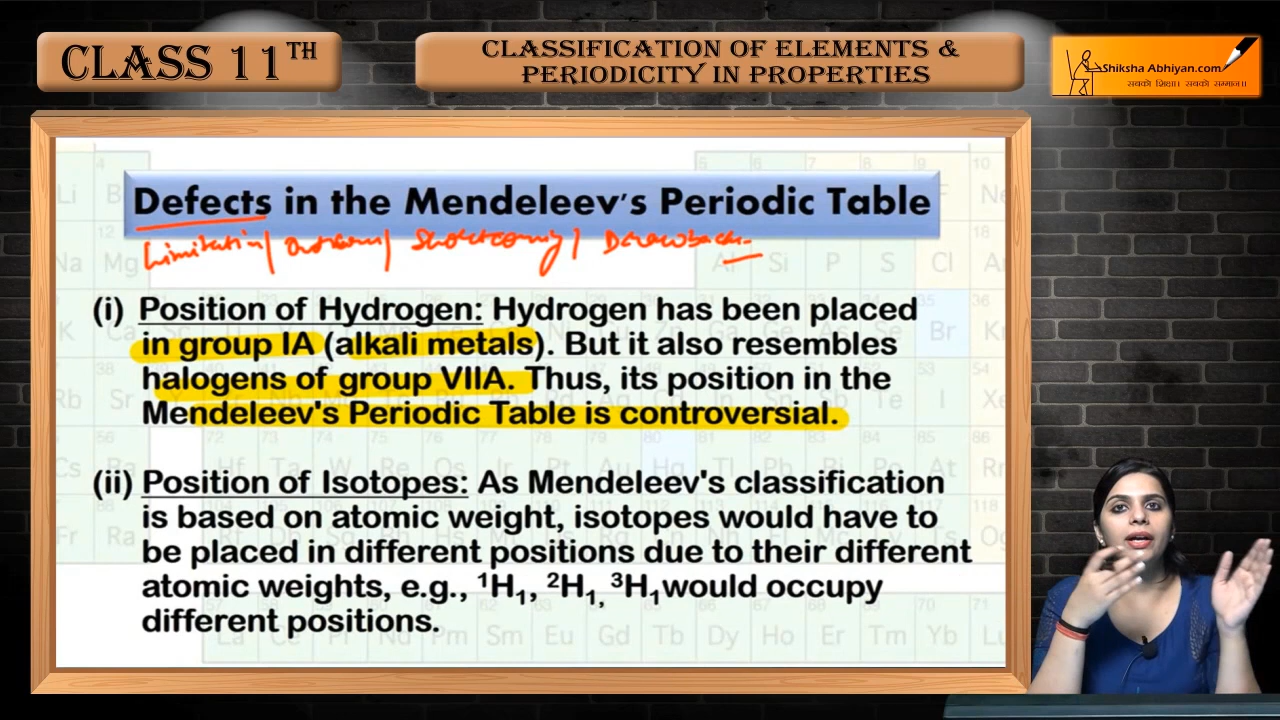 CLASS 11TH
CLASSIFICATION OF ELEMENTS &
PERIODICITY IN PROPERTIES
Shiksha Abhiyan.com
सबको शिक्षा। सबको सम्मान॥
Defects in the Mendeleev's Periodic Table
(i) Position of Hydrogen: Hydrogen has been placed
in group IA (alkali metals). But it also resembles
halogens of group VIIA. Thus, its position in the
Mendeleev's Periodic Table is controversial.
(ii) Position of Isotopes: As Mendeleev's classification
is based on atomic weight, isotopes would have to
be placed in different positions due to their different
atomic weights, e.g., ¹H₁, ²H₁, ³H₁would occupy
different positions.